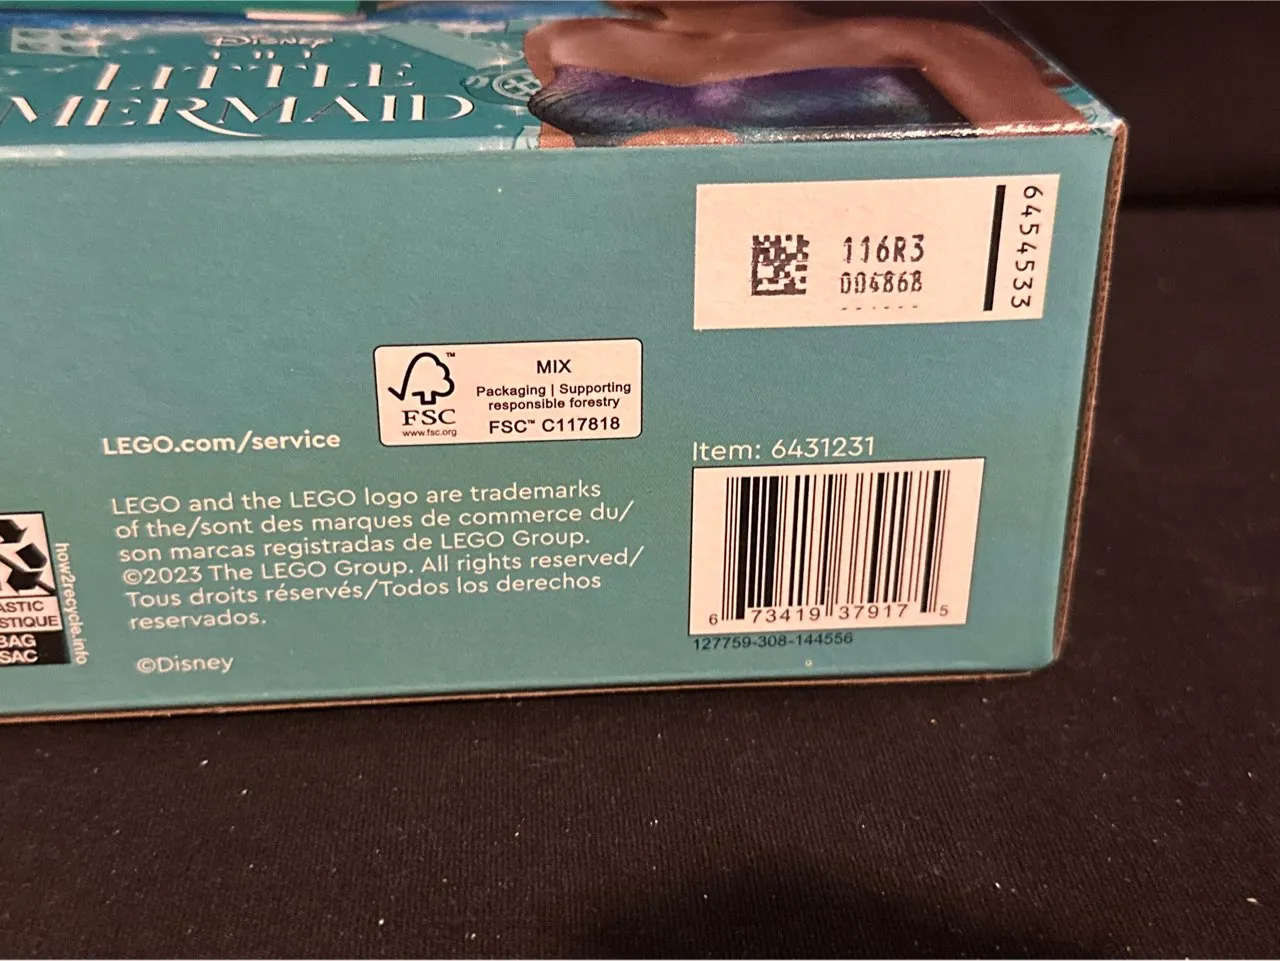 Disney
THE
LITTLE
MERMAID
6454533
116R3
004868
FSC™
www.fsc.org
MIX
Packaging | Supporting
responsible forestry
FSC™ C117818
LEGO.com/service
Item: 6431231
LEGO and the LEGO logo are trademarks
of the/sont des marques de commerce du/
son marcas registradas de LEGO Group.
©2023 The LEGO Group. All rights reserved/
Tous droits réservés/Todos los derechos
reservados.
©Disney
how2recycle.info
ASTIC
STIQUE
BAG
SAC
6 73419 37917 5
127759-308-144556